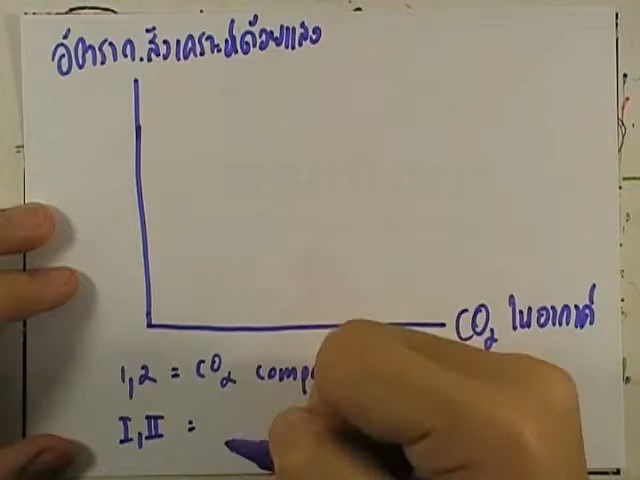 อัตราการสังเคราะห์ด้วยแสง
CO₂ ในอากาศ
1,2 = CO₂
I,II =